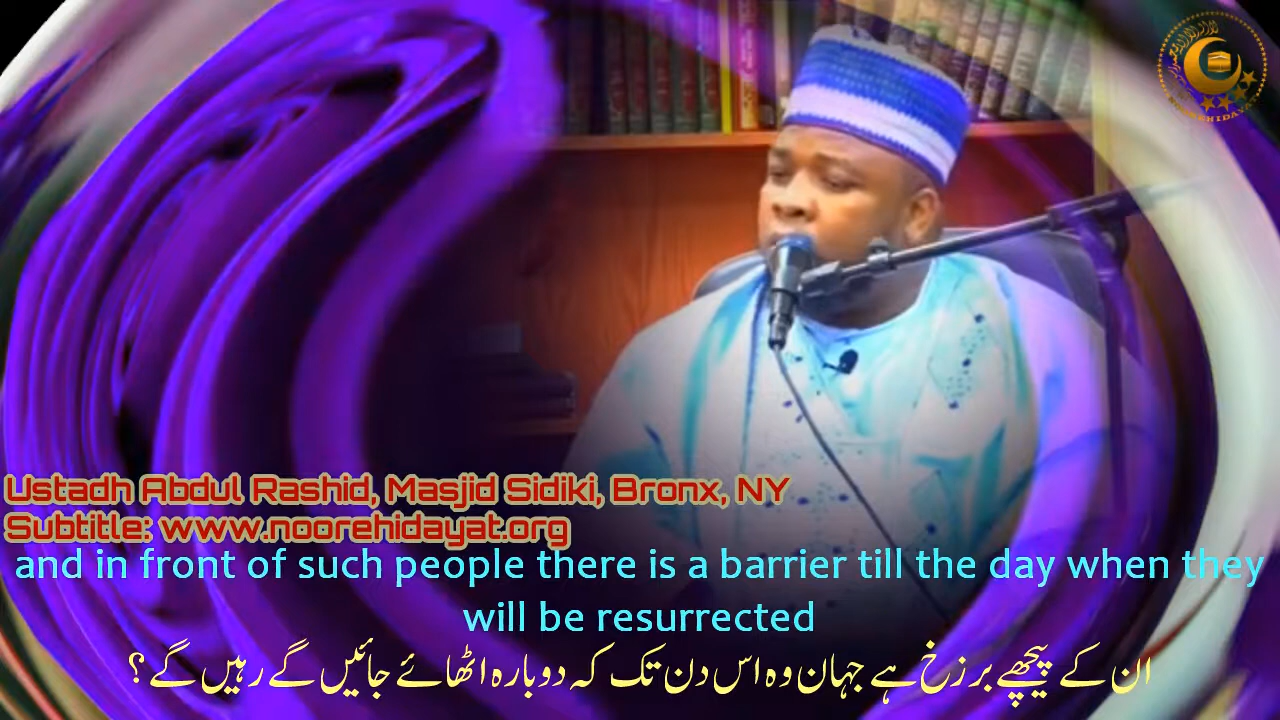 Ustadh Abdul Rashid, Masjid Sidiki, Bronx, NY
Subtitle: www.noorehidayat.org
and in front of such people there is a barrier till the day when they
will be resurrected
ان کے پیچھے برزخ ہے جہان وہ اس دن تک کہ دوبارہ اٹھائے جائیں گے رہیں گے ؟